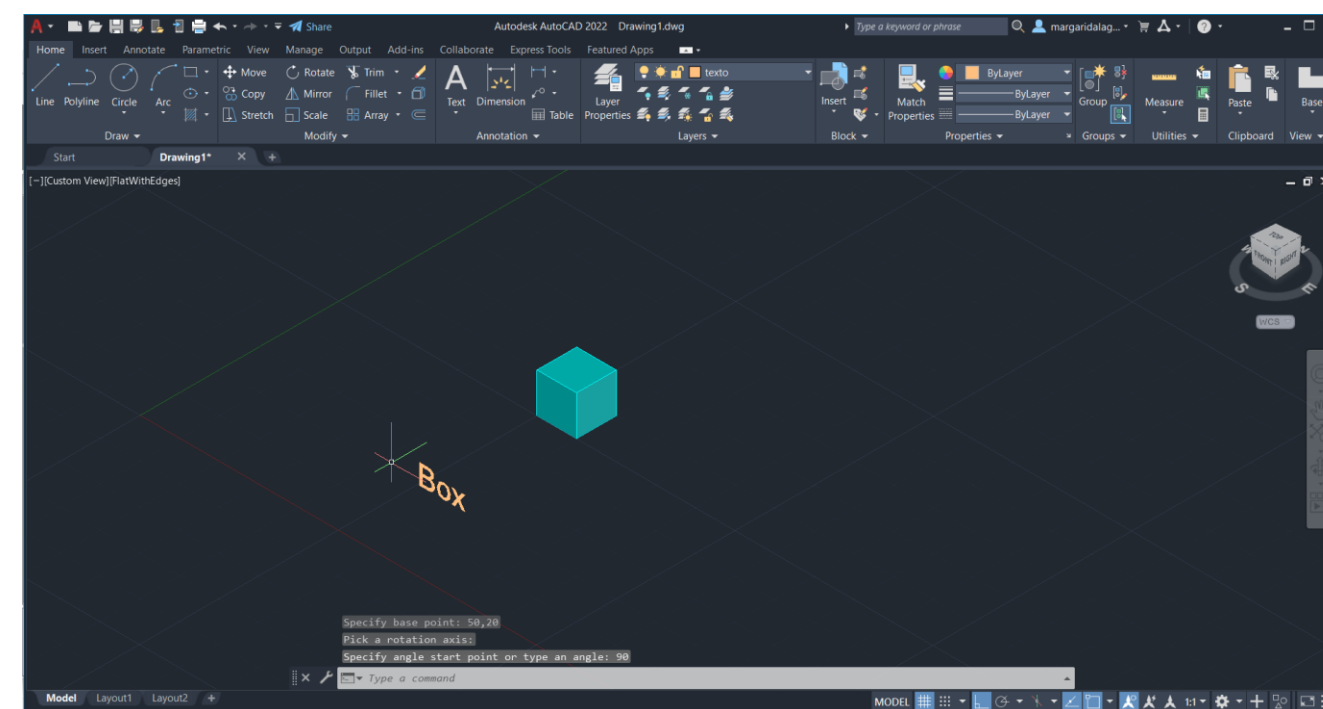 A Share Autodesk AutoCAD 2022 Drawing1.dwg Type a keyword or phrase margaridalag...
Home Insert Annotate Parametric View Manage Output Add-ins Collaborate Express Tools Featured Apps
Line Polyline Circle Arc
Move Rotate Trim
Copy Mirror Fillet
Stretch Scale Array
A Text Dimension
Table
Layer Properties
texto
Insert
Match Properties
ByLayer
ByLayer
ByLayer
Group
Measure
Paste
Base
Draw Modify Annotation Layers Block Properties Groups Utilities Clipboard View
Start Drawing1* × +
[−][Custom View][FlatWithEdges]
TOP
FRONT RIGHT
S E
WCS
Box
Specify base point: 50,20
Pick a rotation axis:
Specify angle start point or type an angle: 90
Type a command
Model Layout1 Layout2 +
MODEL 1:1